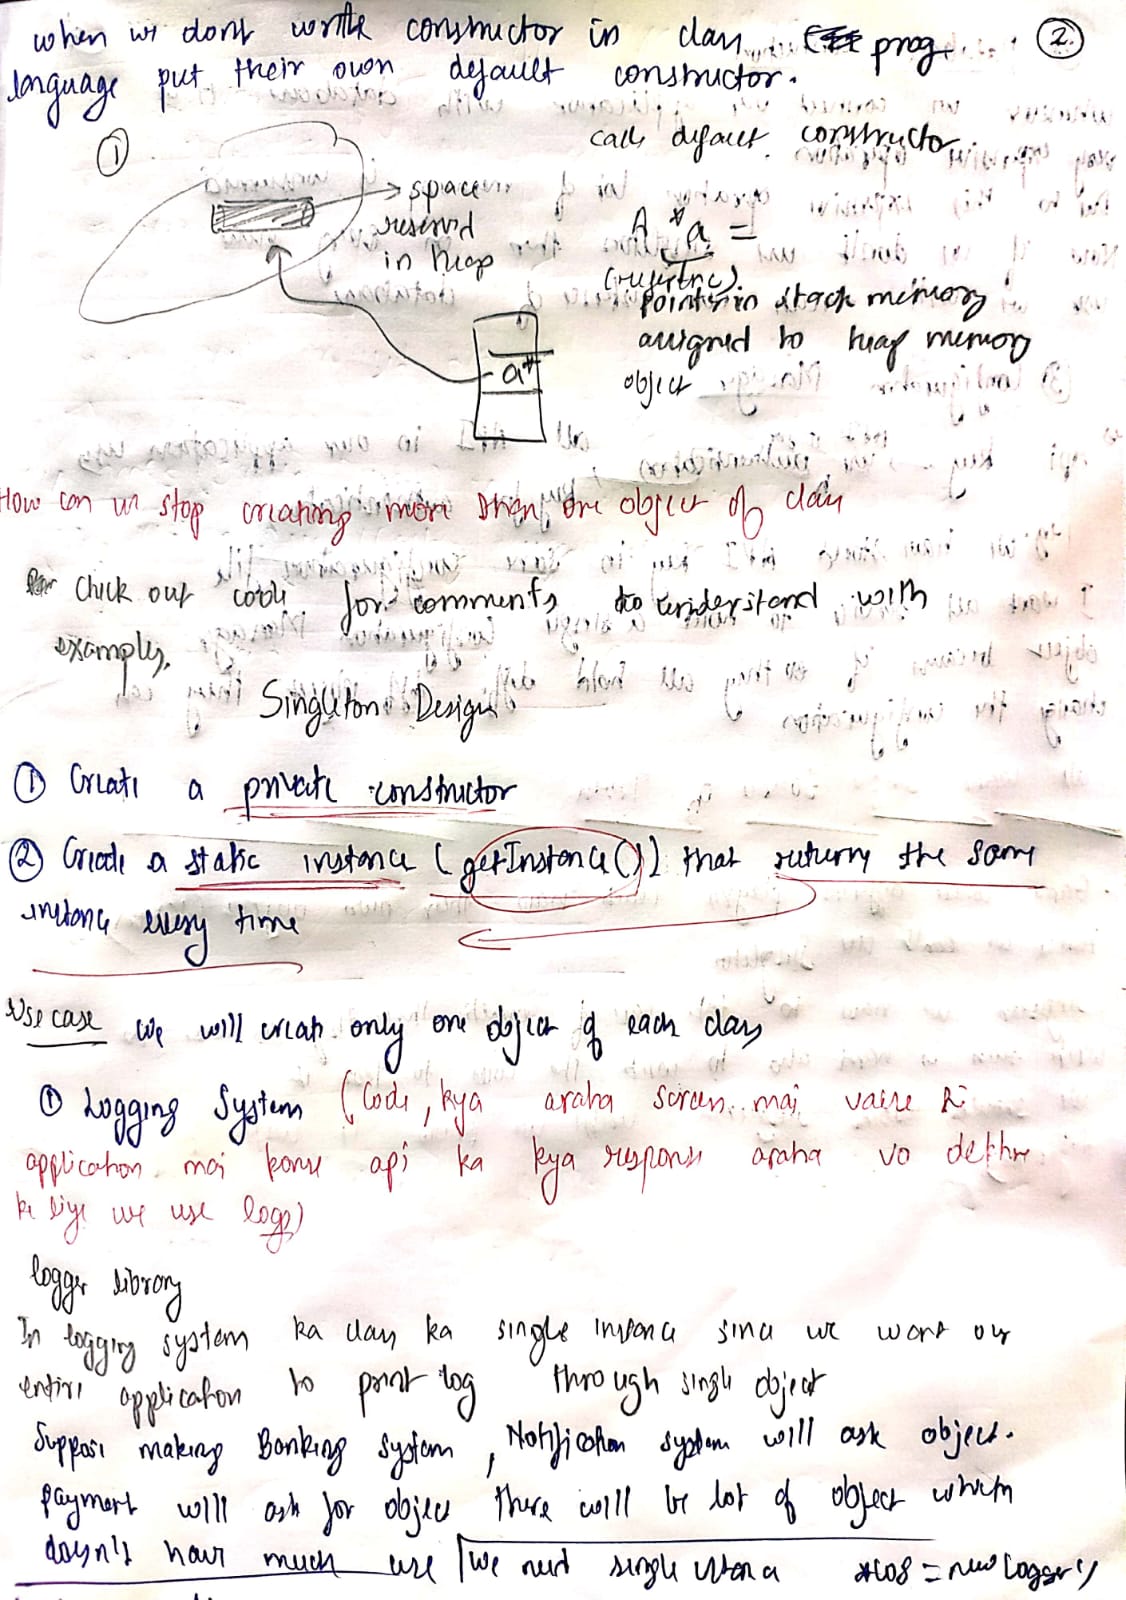 when we dont write constructor in class prog. ②
language put their own default constructor.
calls default constructor.
①
space reserved in heap
A *a =
(reference).
pointer in stack memory
assigned to heap memory
object
a*
How can we stop creating more than one object of class
Check out code for comments to understand with
examples.
Singleton Design
① Create a private constructor
② Create a static instance (getInstance()) that returns the same
instance every time
Use case We will create only one object of each class
① Logging System (Code, kya araha screen mai vaise hi
application mai konse api ka kya response araha vo dekhne
ke liye we use logs)
logger library
In logging system ka class ka single instance since we want our
entire application to print log through single object
Suppose making Banking system, Notification system will ask object.
payment will ask for object there will be lot of object which
doesn't have much use we need single *log = new logger()